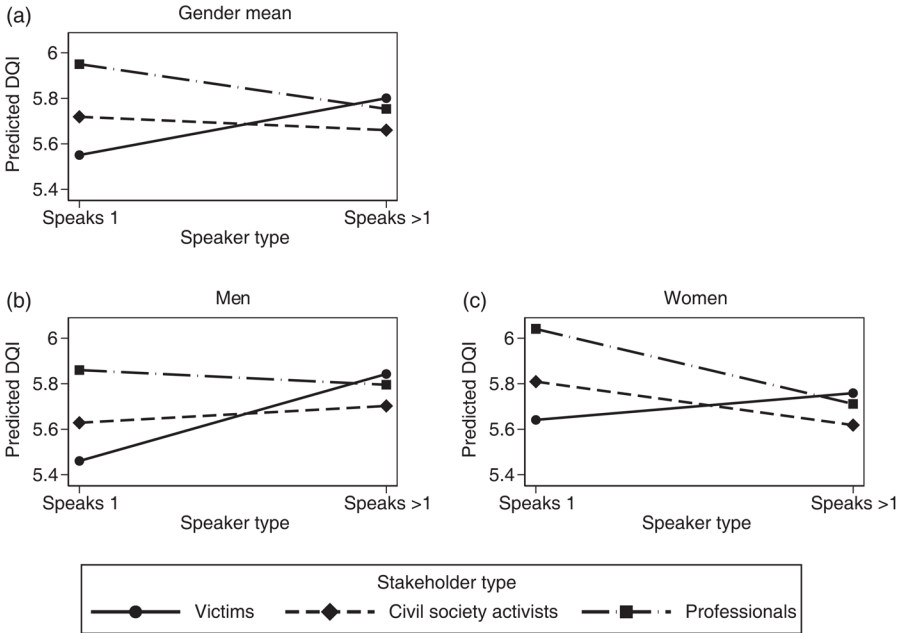 (a)
Gender mean
Predicted DQI
6
5.8
5.6
5.4
Speaks 1
Speaks >1
Speaker type
(b)
Men
Predicted DQI
6
5.8
5.6
5.4
Speaks 1
Speaks >1
Speaker type
(c)
Women
Predicted DQI
6
5.8
5.6
5.4
Speaks 1
Speaks >1
Speaker type
Stakeholder type
Victims
Civil society activists
Professionals